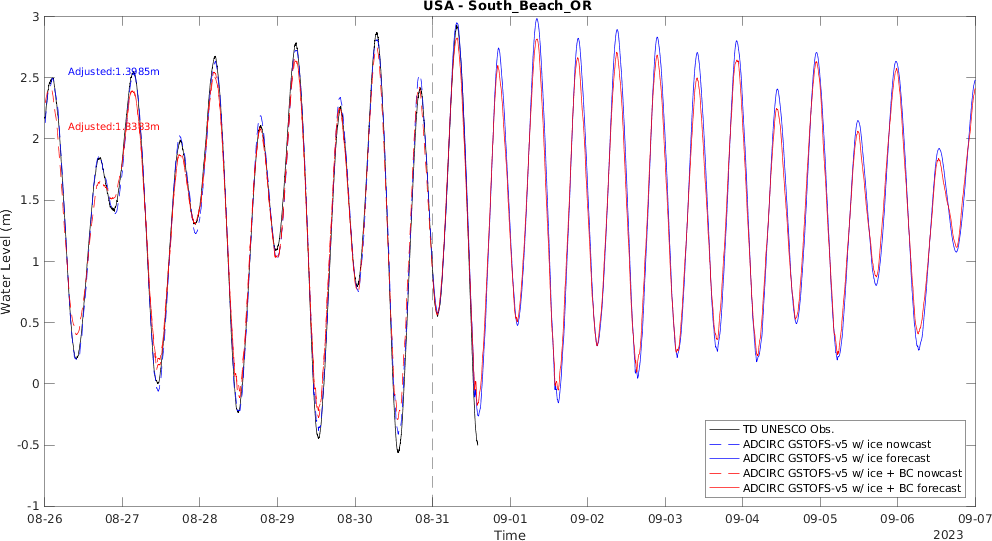 USA - South_Beach_OR
3
2.5
2
1.5
1
0.5
0
-0.5
-1
Water Level (m)
Adjusted:1.3985m
Adjusted:1.3383m
TD UNESCO Obs.
ADCIRC GSTOFS-v5 w/ ice nowcast
ADCIRC GSTOFS-v5 w/ ice forecast
ADCIRC GSTOFS-v5 w/ ice + BC nowcast
ADCIRC GSTOFS-v5 w/ ice + BC forecast
08-26 08-27 08-28 08-29 08-30 08-31 09-01 09-02 09-03 09-04 09-05 09-06 09-07
Time
2023